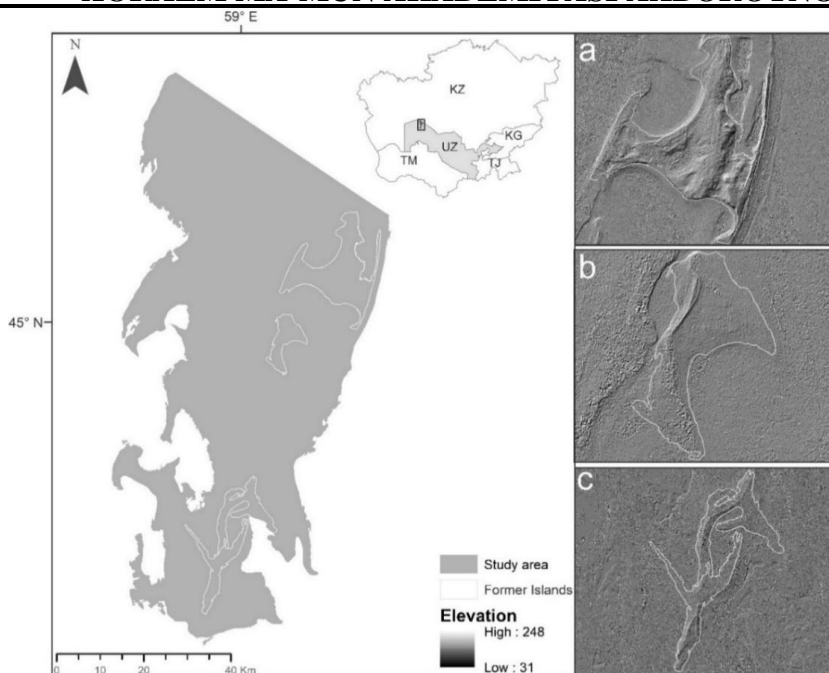 59° E
N
KZ
KG
UZ
TM
TJ
45° N
a
b
c
Study area
Former Islands
Elevation
High : 248
Low : 31
0 10 20 40 Km